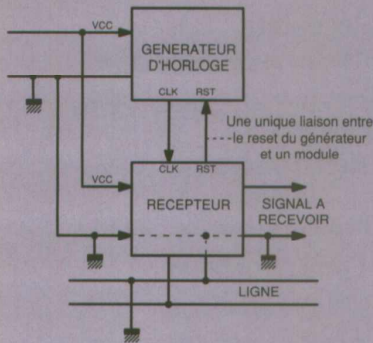 VCC
GENERATEUR
D'HORLOGE
CLK RST
Une unique liaison entre
le reset du générateur
et un module
CLK RST
VCC
RECEPTEUR
SIGNAL A
RECEVOIR
LIGNE